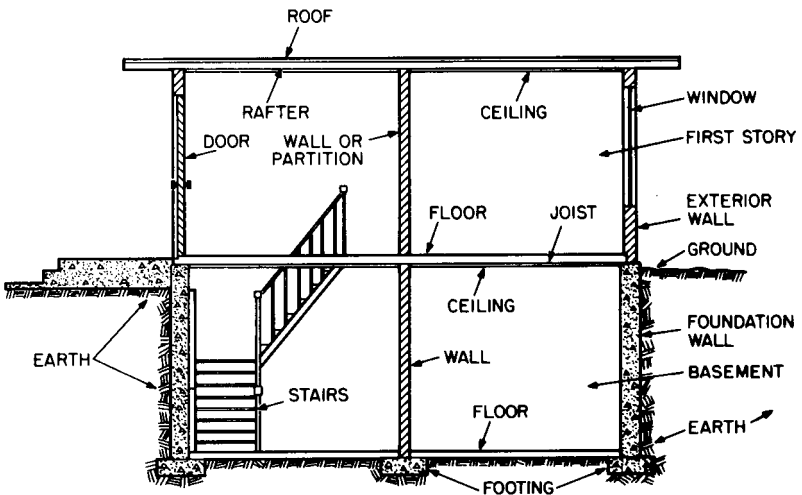 ROOF
RAFTER
CEILING
WINDOW
DOOR
WALL OR
PARTITION
FIRST STORY
FLOOR
JOIST
EXTERIOR
WALL
GROUND
CEILING
FOUNDATION
WALL
EARTH
WALL
BASEMENT
STAIRS
FLOOR
EARTH
FOOTING